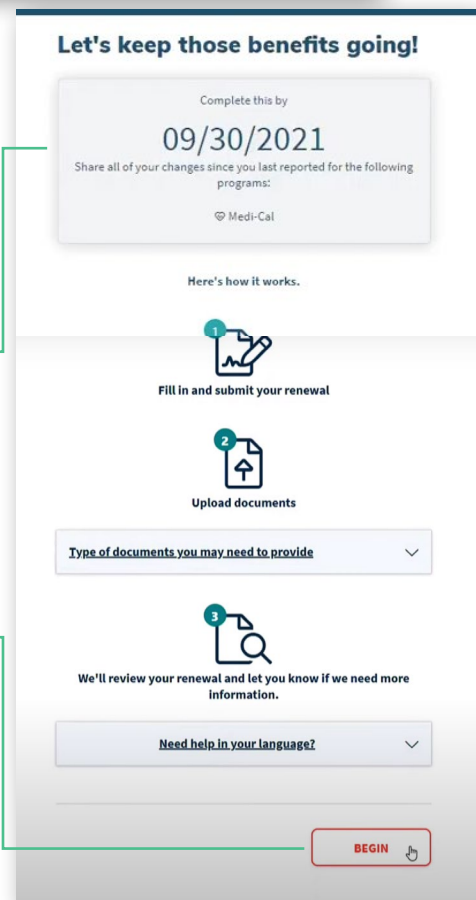 Let's keep those benefits going!
Complete this by
09/30/2021
Share all of your changes since you last reported for the following
programs:
Medi-Cal
Here's how it works.
1
Fill in and submit your renewal
2
Upload documents
Type of documents you may need to provide
3
We'll review your renewal and let you know if we need more
information.
Need help in your language?
BEGIN